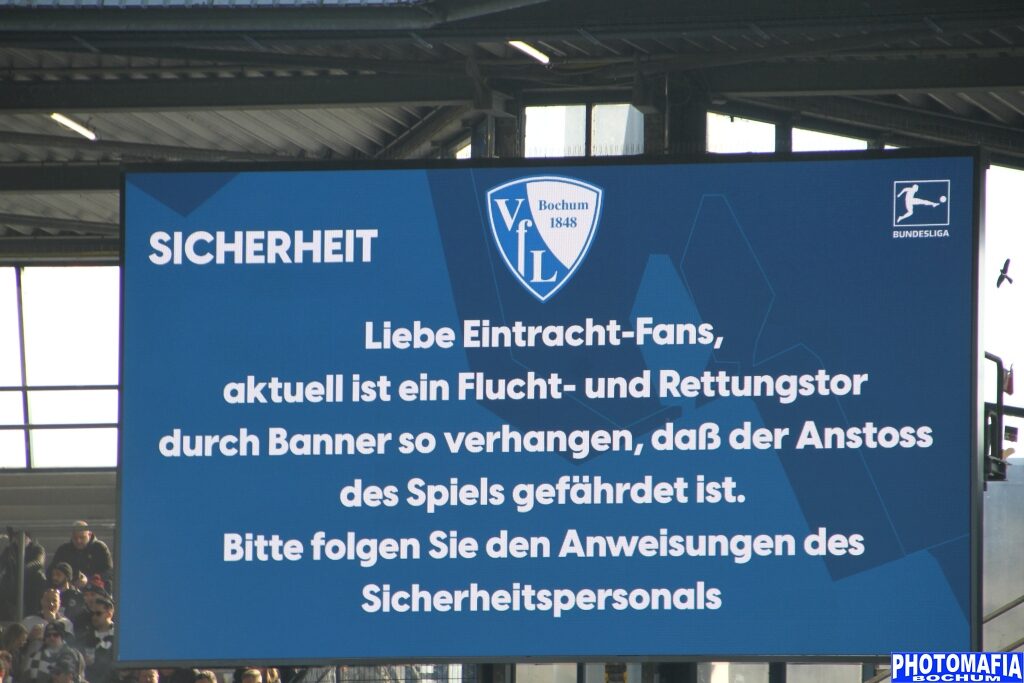 SICHERHEIT
VfL
Bochum
1848
BUNDESLIGA
Liebe Eintracht-Fans,
aktuell ist ein Flucht- und Rettungstor
durch Banner so verhangen, daß der Anstoss
des Spiels gefährdet ist.
Bitte folgen Sie den Anweisungen des
Sicherheitspersonals
PHOTOMAFIA
BOCHUM